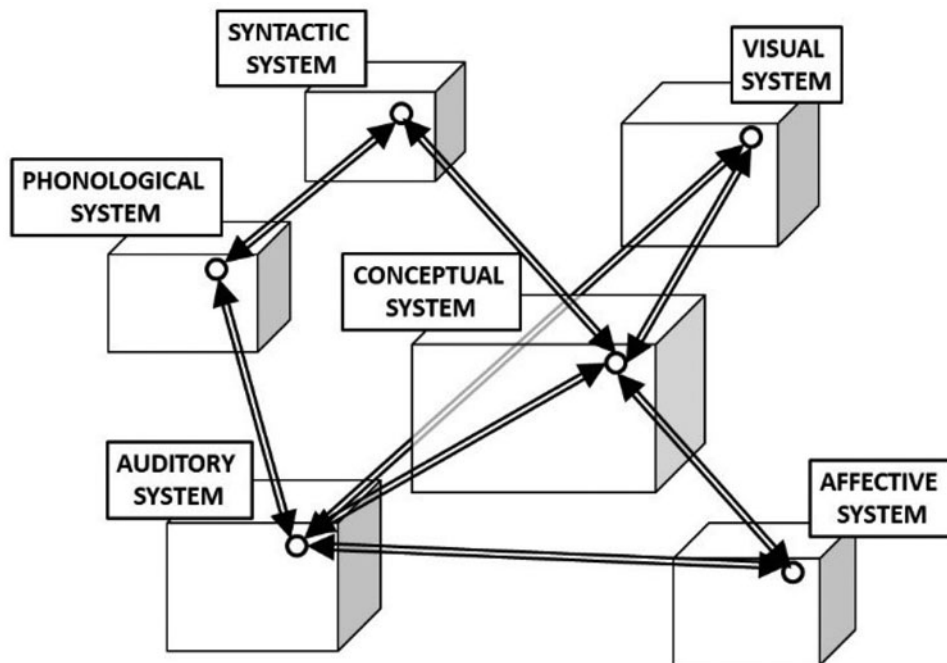 SYNTACTIC
SYSTEM
VISUAL
SYSTEM
PHONOLOGICAL
SYSTEM
CONCEPTUAL
SYSTEM
AUDITORY
SYSTEM
AFFECTIVE
SYSTEM